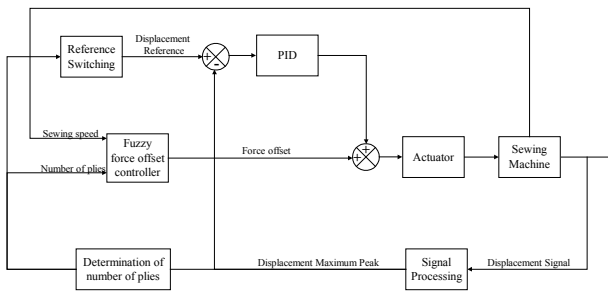 Reference
Switching
Displacement
Reference
+
-
PID
Sewing speed
Number of plies
Fuzzy
force offset
controller
Force offset
+
+
Actuator
Sewing
Machine
Determination of
number of plies
Displacement Maximum Peak
Signal
Processing
Displacement Signal